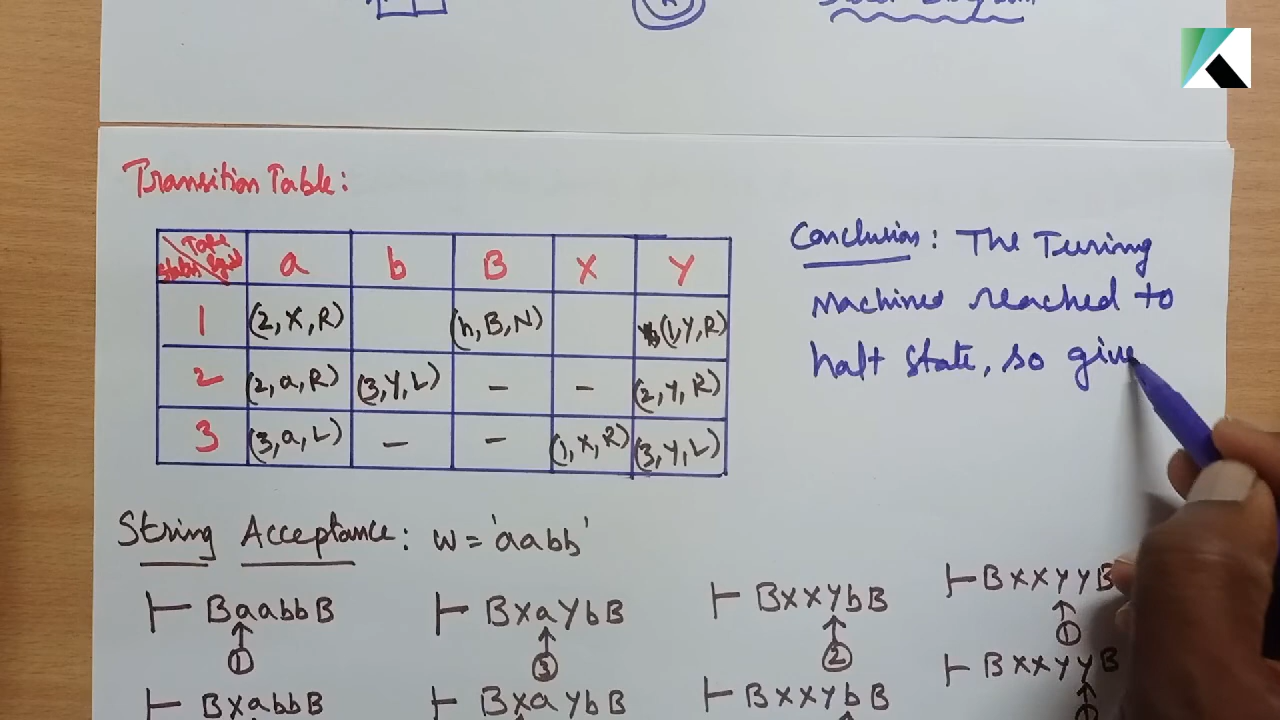 Transition Table:
Tape
States
a b B X Y
1 (2, X, R) (h, B, N) (1, Y, R)
2 (2, a, R) (3, Y, L) – – (2, Y, R)
3 (3, a, L) – – (1, X, R) (3, Y, L)
Conclusion: The Turing
Machine reached to
halt state, so give
String Acceptance: w = 'aabb'
⊢ BaabbB
1
⊢ BXabbB
⊢ BXaYbB
3
⊢ BXaYbB
⊢ BXXYbB
2
⊢ BXXYbB
⊢ BXXYYB
1
⊢ BXXYYB